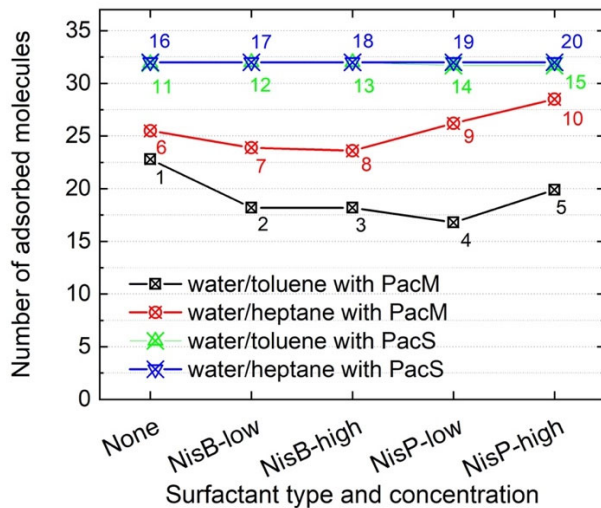 35
30
25
20
15
10
5
0
Number of adsorbed molecules
16 17 18 19 20
11 12 13 14 15
6 7 8 9 10
1 2 3 4 5
water/toluene with PacM
water/heptane with PacM
water/toluene with PacS
water/heptane with PacS
None NisB-low NisB-high NisP-low NisP-high
Surfactant type and concentration